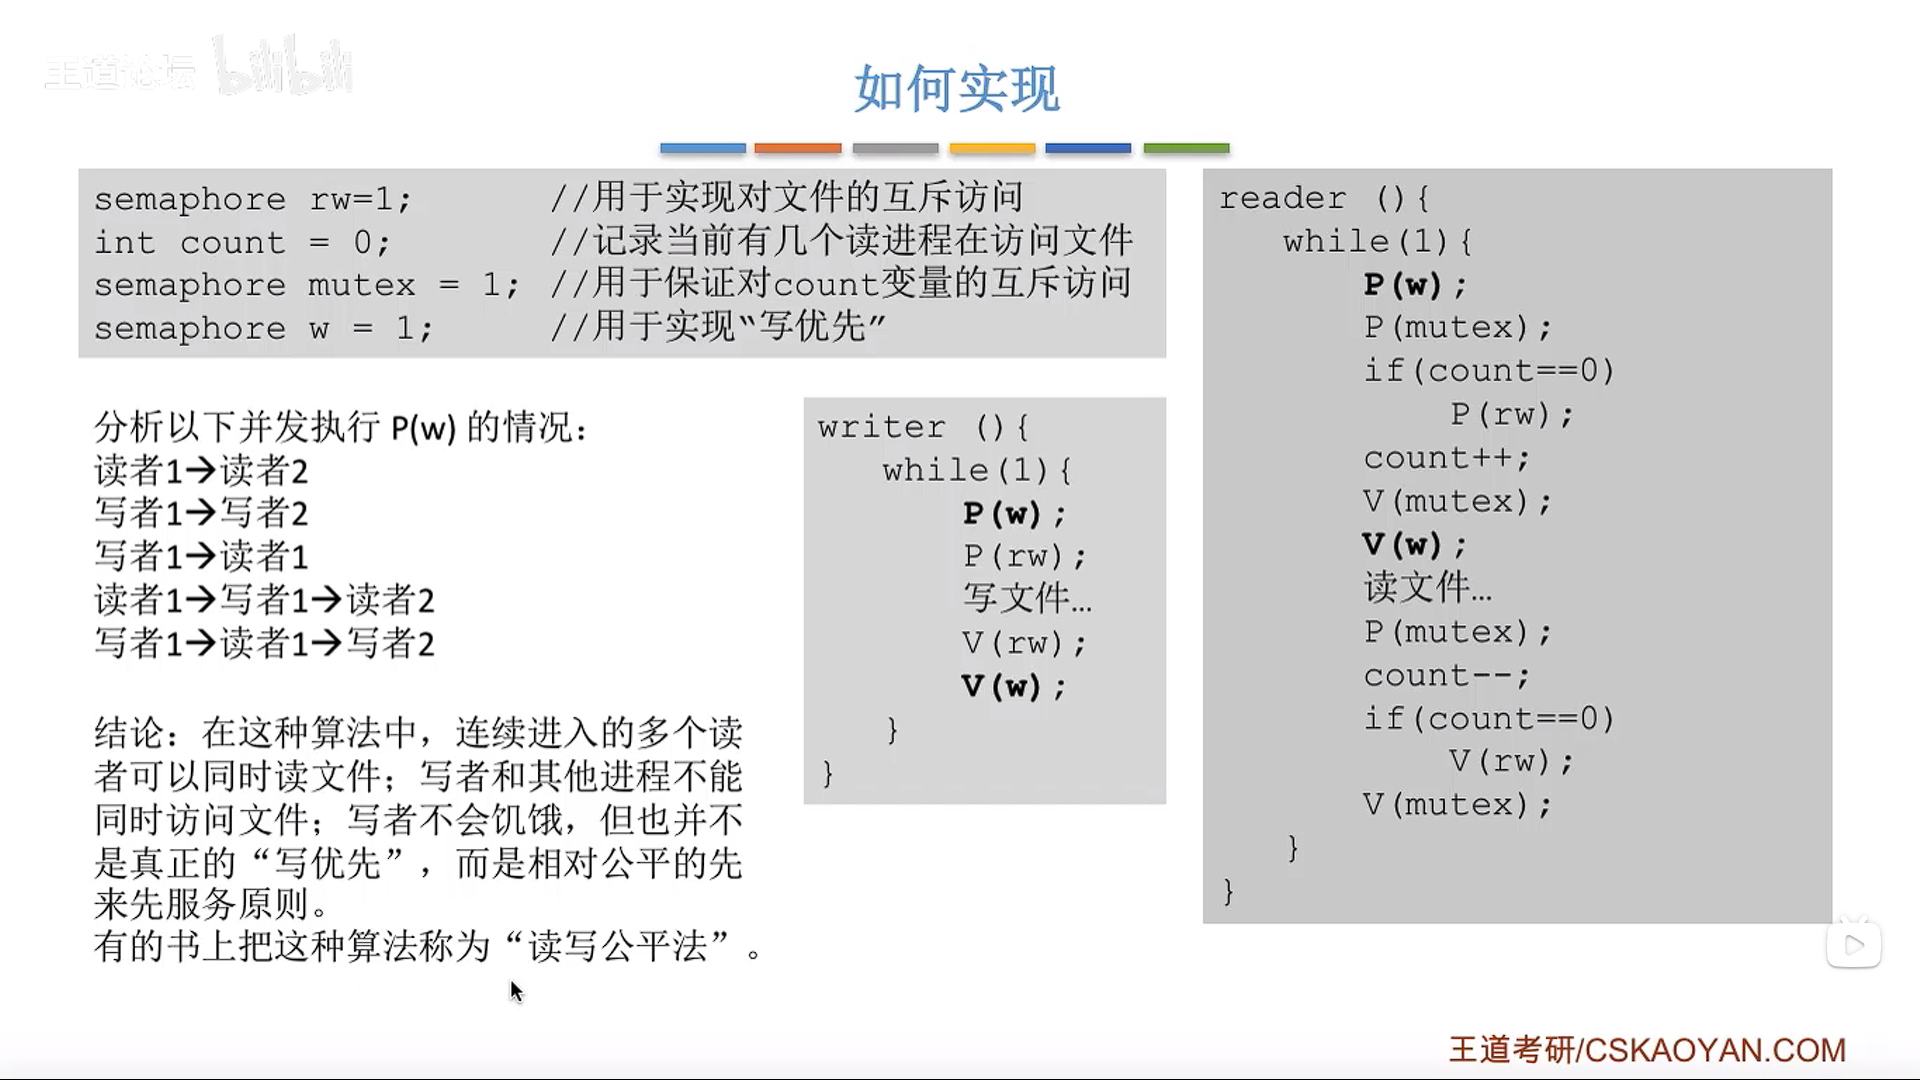 王道论坛 bilibili
如何实现
semaphore rw=1; //用于实现对文件的互斥访问
int count = 0; //记录当前有几个读进程在访问文件
semaphore mutex = 1; //用于保证对count变量的互斥访问
semaphore w = 1; //用于实现“写优先”
分析以下并发执行 P(w) 的情况：
读者1→读者2
写者1→写者2
写者1→读者1
读者1→写者1→读者2
写者1→读者1→写者2
结论：在这种算法中，连续进入的多个读
者可以同时读文件；写者和其他进程不能
同时访问文件；写者不会饥饿，但也并不
是真正的“写优先”，而是相对公平的先
来先服务原则。
有的书上把这种算法称为“读写公平法”。
writer (){
while(1){
P(w);
P(rw);
写文件…
V(rw);
V(w);
}
}
reader (){
while(1){
P(w);
P(mutex);
if(count==0)
P(rw);
count++;
V(mutex);
V(w);
读文件…
P(mutex);
count--;
if(count==0)
V(rw);
V(mutex);
}
}
王道考研/CSKAOYAN.COM